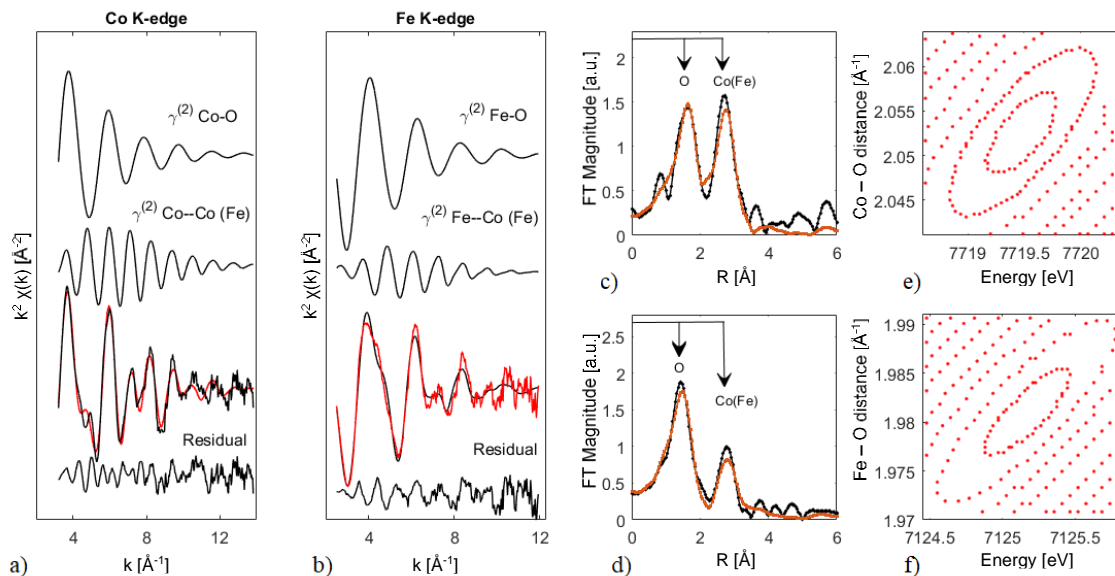 Co K-edge
γ(2) Co-O
γ(2) Co--Co (Fe)
Residual
k² χ(k) [Å-2]
4 6 8 10 12
k [Å-1]
a)
Fe K-edge
γ(2) Fe-O
γ(2) Fe--Co (Fe)
Residual
k² χ(k) [Å-2]
4 6 8 10 12
k [Å-1]
b)
2
1.5
1
0.5
0
FT Magnitude [a.u.]
O
Co(Fe)
0 2 4 6
R [Å]
c)
2.5
2
1.5
1
0.5
0
FT Magnitude [a.u.]
O
Co(Fe)
0 2 4 6
R [Å]
d)
2.06
2.055
2.05
2.045
Co – O distance [Å-1]
7719 7719.5 7720
Energy [eV]
e)
1.99
1.985
1.98
1.975
1.97
Fe – O distance [Å-1]
7124.5 7125 7125.5
Energy [eV]
f)